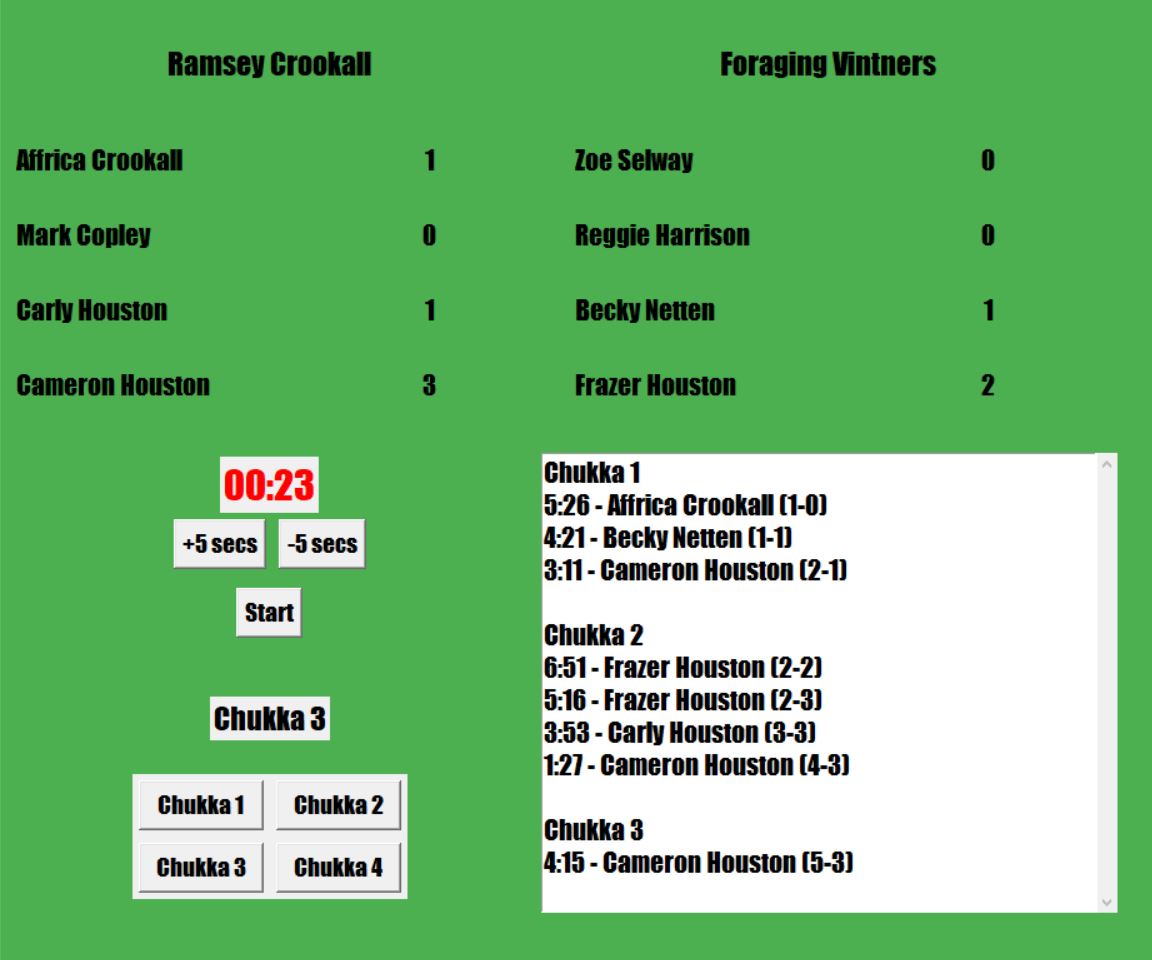 Ramsey Crookall
Foraging Vintners
Affrica Crookall 1
Zoe Selway 0
Mark Copley 0
Reggie Harrison 0
Carly Houston 1
Becky Netten 1
Cameron Houston 3
Frazer Houston 2
00:23
+5 secs
-5 secs
Start
Chukka 3
Chukka 1
Chukka 2
Chukka 3
Chukka 4
Chukka 1
5:26 - Affrica Crookall (1-0)
4:21 - Becky Netten (1-1)
3:11 - Cameron Houston (2-1)
Chukka 2
6:51 - Frazer Houston (2-2)
5:16 - Frazer Houston (2-3)
3:53 - Carly Houston (3-3)
1:27 - Cameron Houston (4-3)
Chukka 3
4:15 - Cameron Houston (5-3)